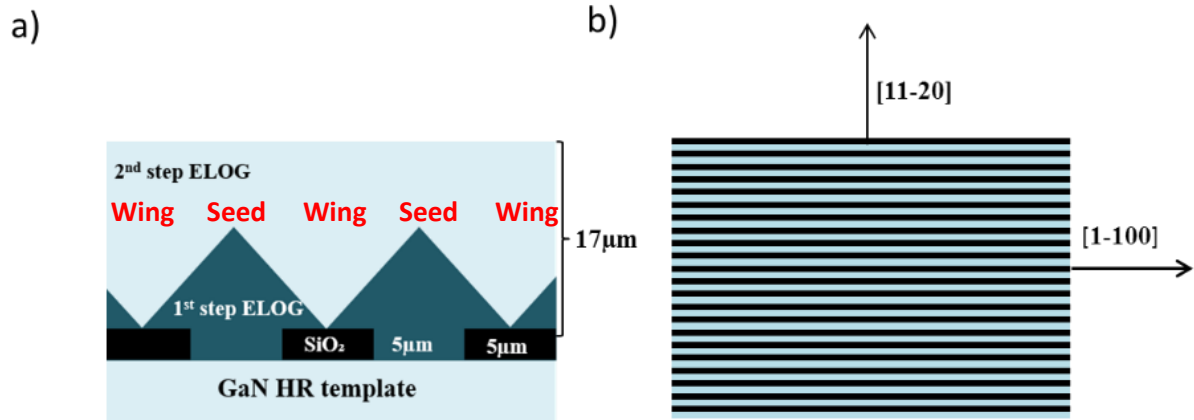 a)
2nd step ELOG
Wing Seed Wing Seed Wing
17μm
1st step ELOG
SiO₂ 5μm 5μm
GaN HR template
b)
[11-20]
[1-100]